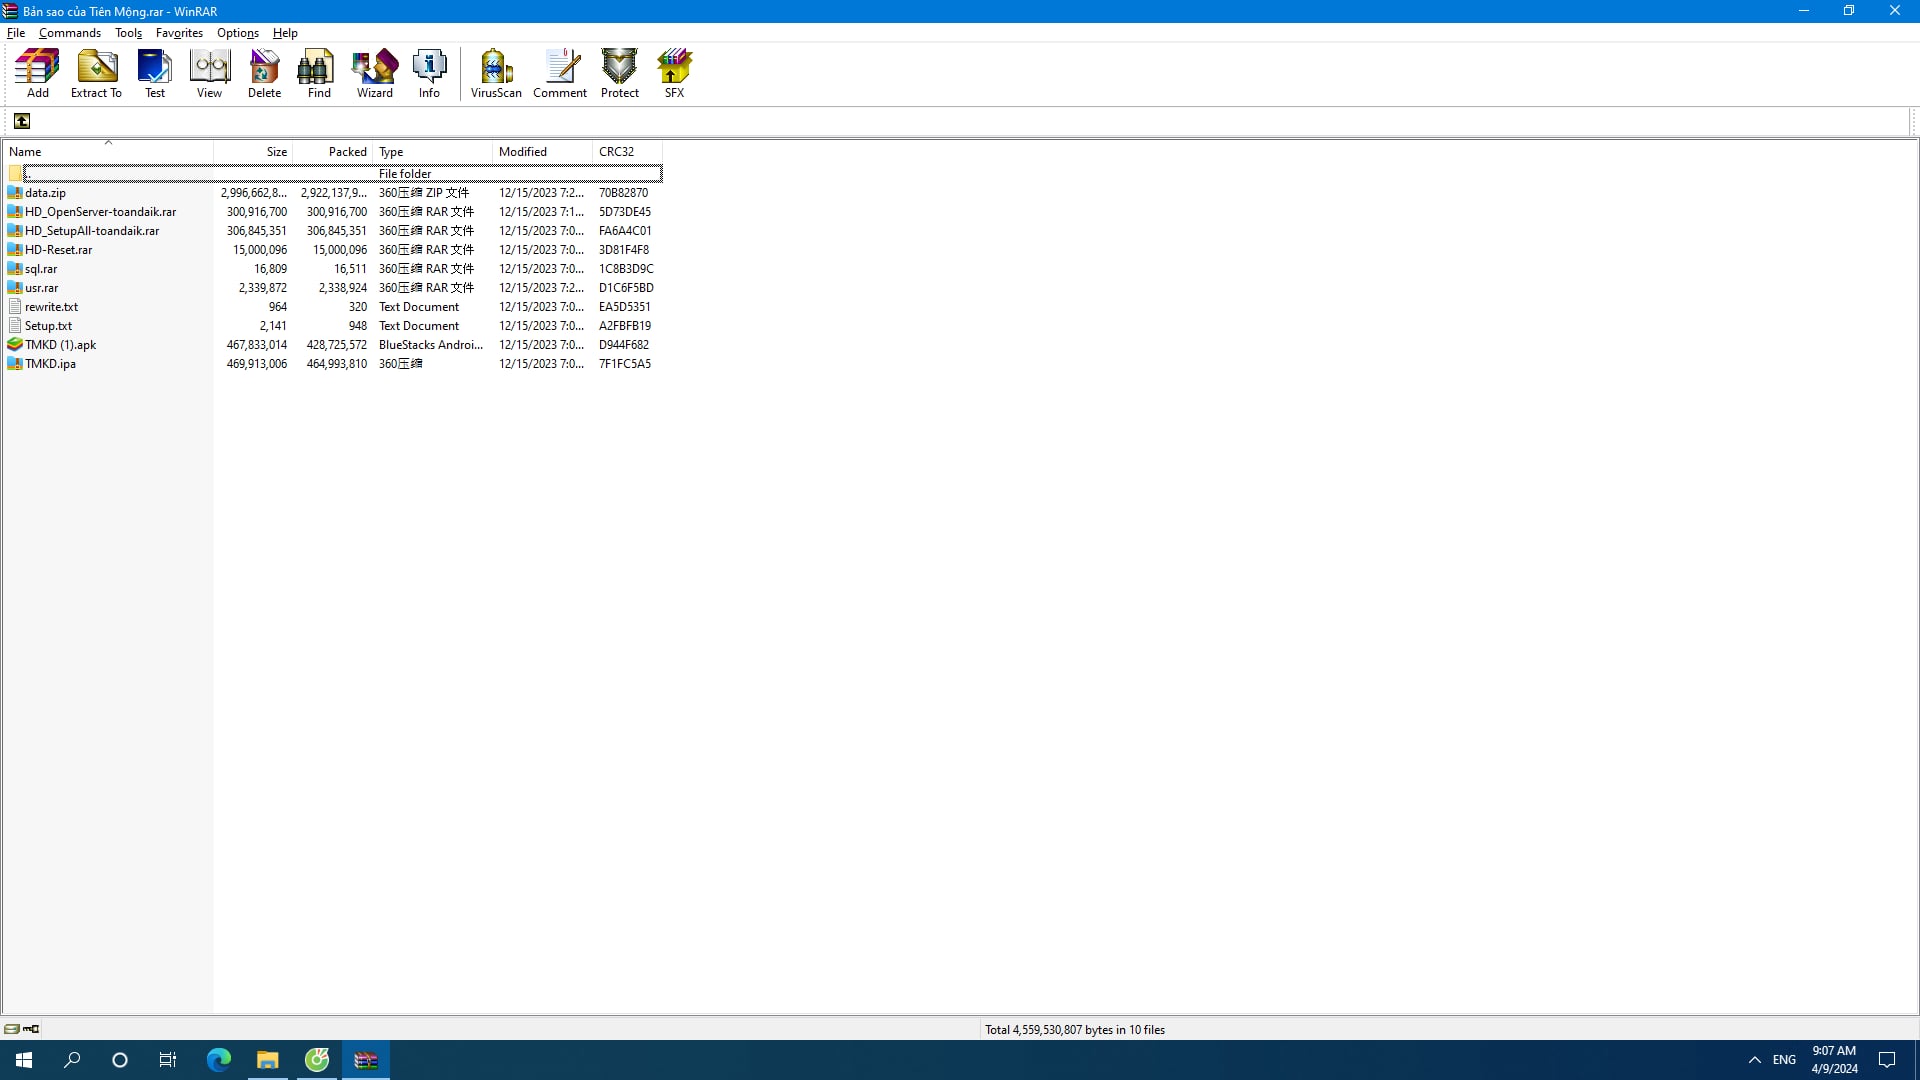 Bản sao của Tiên Mộng.rar - WinRAR
File Commands Tools Favorites Options Help
Add Extract To Test View Delete Find Wizard Info VirusScan Comment Protect SFX
Name Size Packed Type Modified CRC32
.. File folder
data.zip 2,996,662,8... 2,922,137,9... 360压缩 ZIP 文件 12/15/2023 7:2... 70B82870
HD_OpenServer-toandaik.rar 300,916,700 300,916,700 360压缩 RAR 文件 12/15/2023 7:1... 5D73DE45
HD_SetupAll-toandaik.rar 306,845,351 306,845,351 360压缩 RAR 文件 12/15/2023 7:0... FA6A4C01
HD-Reset.rar 15,000,096 15,000,096 360压缩 RAR 文件 12/15/2023 7:0... 3D81F4F8
sql.rar 16,809 16,511 360压缩 RAR 文件 12/15/2023 7:0... 1C8B3D9C
usr.rar 2,339,872 2,338,924 360压缩 RAR 文件 12/15/2023 7:2... D1C6F5BD
rewrite.txt 964 320 Text Document 12/15/2023 7:0... EA5D5351
Setup.txt 2,141 948 Text Document 12/15/2023 7:0... A2FBFB19
TMKD (1).apk 467,833,014 428,725,572 BlueStacks Androi... 12/15/2023 7:0... D944F682
TMKD.ipa 469,913,006 464,993,810 360压缩 12/15/2023 7:0... 7F1FC5A5
Total 4,559,530,807 bytes in 10 files
ENG
9:07 AM
4/9/2024